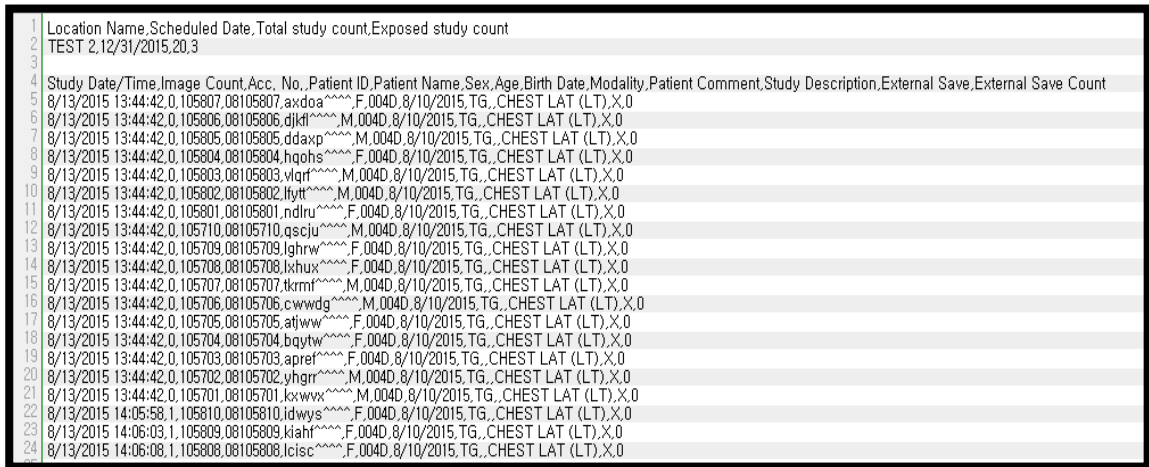 1 Location Name,Scheduled Date,Total study count,Exposed study count
2 TEST 2,12/31/2015,20,3
3
4 Study Date/Time,Image Count,Acc, No,,Patient ID,Patient Name,Sex,Age,Birth Date,Modality,Patient Comment,Study Description,External Save,External Save Count
5 8/13/2015 13:44:42,0,105807,08105807,axdoa^^^^,F,004D,8/10/2015,TG,,CHEST LAT (LT),X,0
6 8/13/2015 13:44:42,0,105806,08105806,djkfl^^^^,M,004D,8/10/2015,TG,,CHEST LAT (LT),X,0
7 8/13/2015 13:44:42,0,105805,08105805,ddaxp^^^^,M,004D,8/10/2015,TG,,CHEST LAT (LT),X,0
8 8/13/2015 13:44:42,0,105804,08105804,hqohs^^^^,F,004D,8/10/2015,TG,,CHEST LAT (LT),X,0
9 8/13/2015 13:44:42,0,105803,08105803,vlqrf^^^^,M,004D,8/10/2015,TG,,CHEST LAT (LT),X,0
10 8/13/2015 13:44:42,0,105802,08105802,lfytt^^^^,M,004D,8/10/2015,TG,,CHEST LAT (LT),X,0
11 8/13/2015 13:44:42,0,105801,08105801,ndlru^^^^,F,004D,8/10/2015,TG,,CHEST LAT (LT),X,0
12 8/13/2015 13:44:42,0,105710,08105710,qscju^^^^,M,004D,8/10/2015,TG,,CHEST LAT (LT),X,0
13 8/13/2015 13:44:42,0,105709,08105709,lghrw^^^^,F,004D,8/10/2015,TG,,CHEST LAT (LT),X,0
14 8/13/2015 13:44:42,0,105708,08105708,lxhux^^^^,F,004D,8/10/2015,TG,,CHEST LAT (LT),X,0
15 8/13/2015 13:44:42,0,105707,08105707,tkrmf^^^^,M,004D,8/10/2015,TG,,CHEST LAT (LT),X,0
16 8/13/2015 13:44:42,0,105706,08105706,cwwdg^^^^,M,004D,8/10/2015,TG,,CHEST LAT (LT),X,0
17 8/13/2015 13:44:42,0,105705,08105705,atjww^^^^,F,004D,8/10/2015,TG,,CHEST LAT (LT),X,0
18 8/13/2015 13:44:42,0,105704,08105704,bqytw^^^^,F,004D,8/10/2015,TG,,CHEST LAT (LT),X,0
19 8/13/2015 13:44:42,0,105703,08105703,apref^^^^,F,004D,8/10/2015,TG,,CHEST LAT (LT),X,0
20 8/13/2015 13:44:42,0,105702,08105702,yhgrr^^^^,M,004D,8/10/2015,TG,,CHEST LAT (LT),X,0
21 8/13/2015 13:44:42,0,105701,08105701,kxwvx^^^^,M,004D,8/10/2015,TG,,CHEST LAT (LT),X,0
22 8/13/2015 14:05:58,1,105810,08105810,idwys^^^^,F,004D,8/10/2015,TG,,CHEST LAT (LT),X,0
23 8/13/2015 14:06:03,1,105809,08105809,kiahf^^^^,F,004D,8/10/2015,TG,,CHEST LAT (LT),X,0
24 8/13/2015 14:06:08,1,105808,08105808,lcisc^^^^,F,004D,8/10/2015,TG,,CHEST LAT (LT),X,0